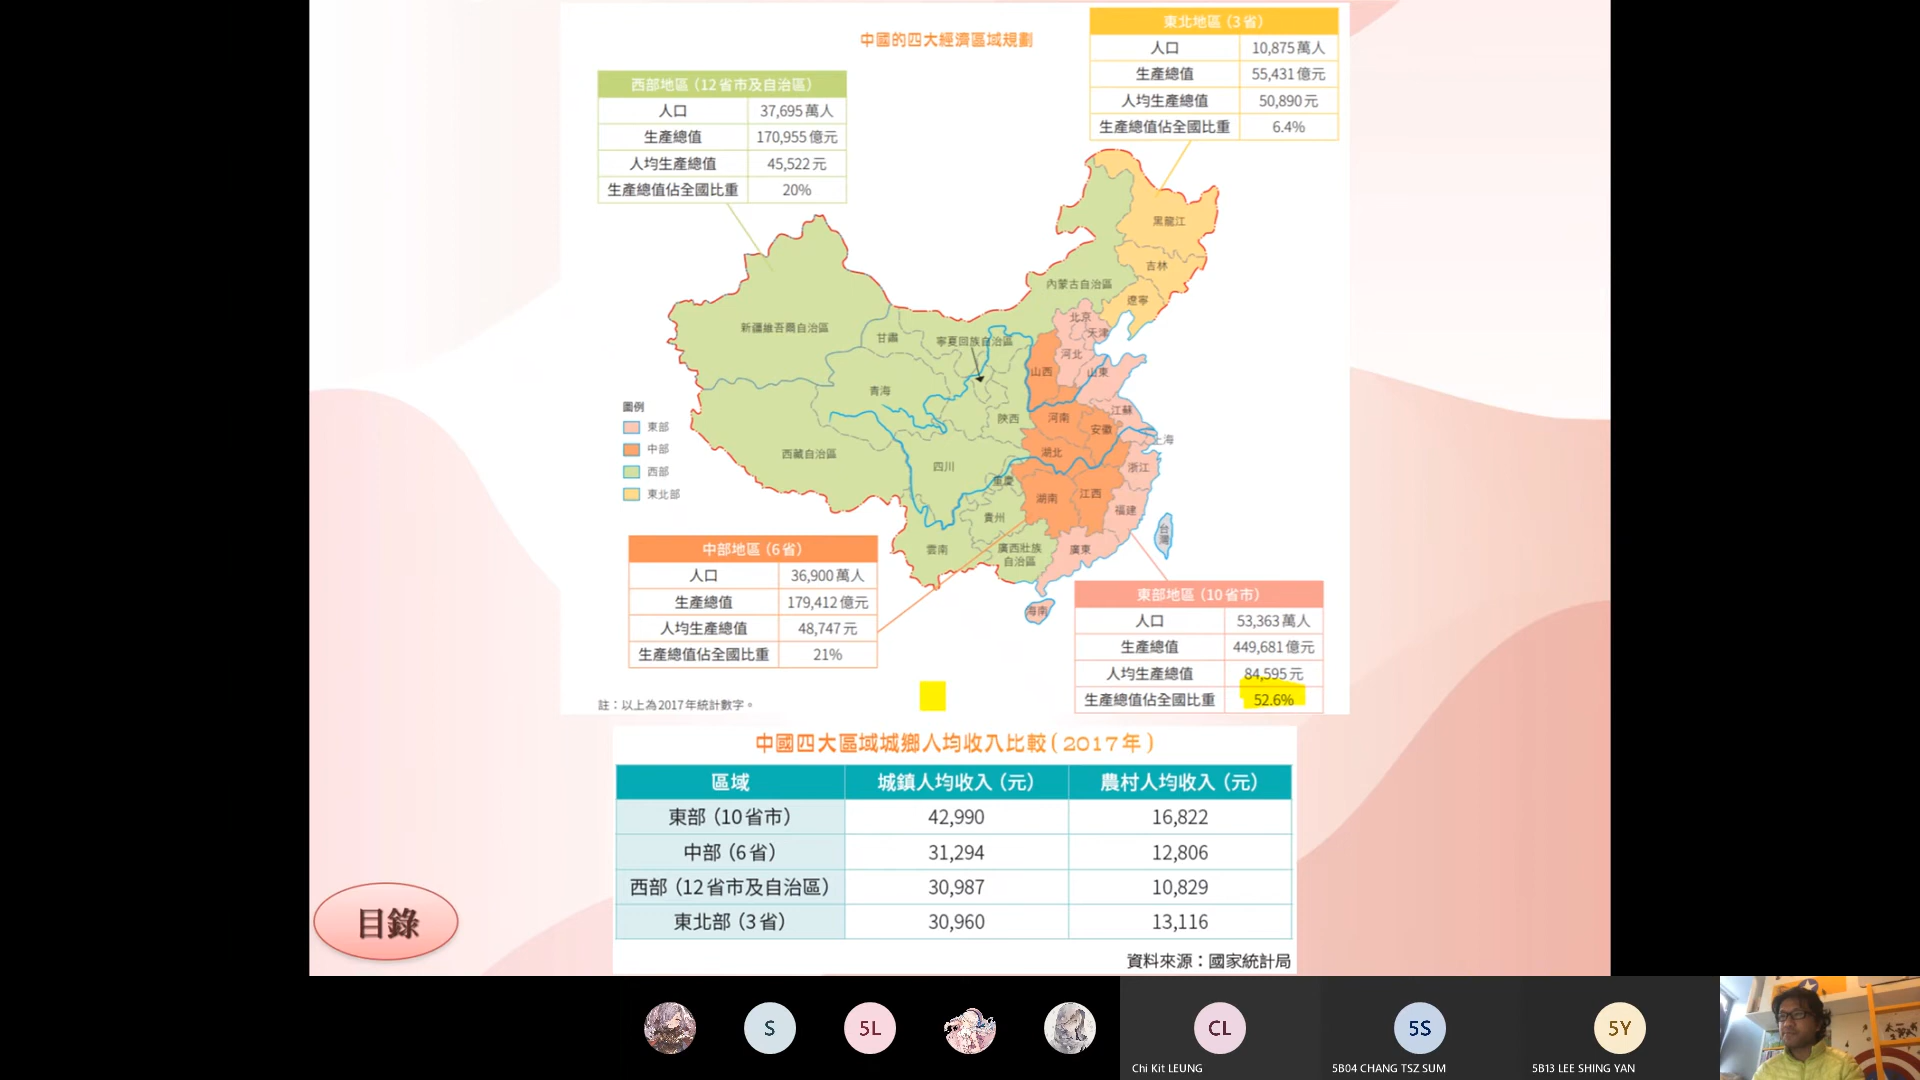 中國的四大經濟區域規劃
東北地區（3省）
人口 10,875萬人
生產總值 55,431億元
人均生產總值 50,890元
生產總值佔全國比重 6.4%
西部地區（12省市及自治區）
人口 37,695萬人
生產總值 170,955億元
人均生產總值 45,522元
生產總值佔全國比重 20%
黑龍江
吉林
遼寧
內蒙古自治區
新疆維吾爾自治區
甘肅
寧夏回族自治區
北京
天津
河北
山西
山東
青海
陝西
河南
江蘇
安徽
上海
西藏自治區
四川
湖北
浙江
重慶
湖南
江西
貴州
福建
雲南
廣西壯族
自治區
廣東
台灣
海南
圖例
東部
中部
西部
東北部
中部地區（6省）
人口 36,900萬人
生產總值 179,412億元
人均生產總值 48,747元
生產總值佔全國比重 21%
東部地區（10省市）
人口 53,363萬人
生產總值 449,681億元
人均生產總值 84,595元
生產總值佔全國比重 52.6%
註：以上為2017年統計數字。
中國四大區域城鄉人均收入比較（2017年）
區域 城鎮人均收入（元） 農村人均收入（元）
東部（10省市） 42,990 16,822
中部（6省） 31,294 12,806
西部（12省市及自治區） 30,987 10,829
東北部（3省） 30,960 13,116
資料來源：國家統計局
目錄
S
5L
CL
5S
5Y
Chi Kit LEUNG
5B04 CHANG TSZ SUM
5B13 LEE SHING YAN